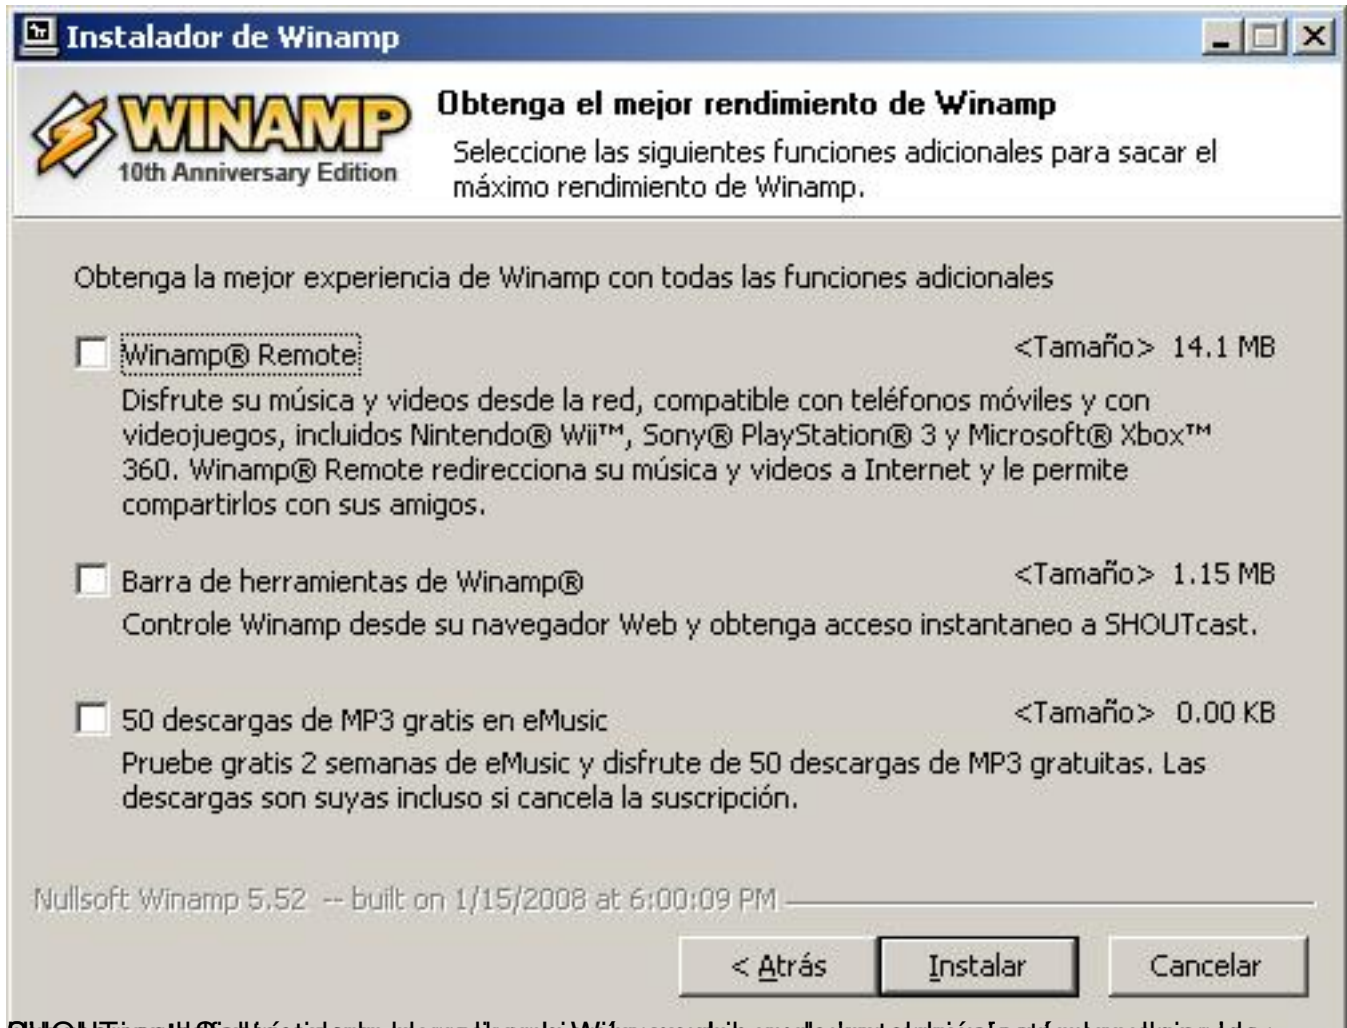 Instalador de Winamp
WINAMP
10th Anniversary Edition
Obtenga el mejor rendimiento de Winamp
Seleccione las siguientes funciones adicionales para sacar el
máximo rendimiento de Winamp.
Obtenga la mejor experiencia de Winamp con todas las funciones adicionales
Winamp® Remote <Tamaño> 14.1 MB
Disfrute su música y videos desde la red, compatible con teléfonos móviles y con
videojuegos, incluidos Nintendo® Wii™, Sony® PlayStation® 3 y Microsoft® Xbox™
360. Winamp® Remote redirecciona su música y videos a Internet y le permite
compartirlos con sus amigos.
Barra de herramientas de Winamp® <Tamaño> 1.15 MB
Controle Winamp desde su navegador Web y obtenga acceso instantaneo a SHOUTcast.
50 descargas de MP3 gratis en eMusic <Tamaño> 0.00 KB
Pruebe gratis 2 semanas de eMusic y disfrute de 50 descargas de MP3 gratuitas. Las
descargas son suyas incluso si cancela la suscripción.
Nullsoft Winamp 5.52 -- built on 1/15/2008 at 6:00:09 PM
< Atrás Instalar Cancelar